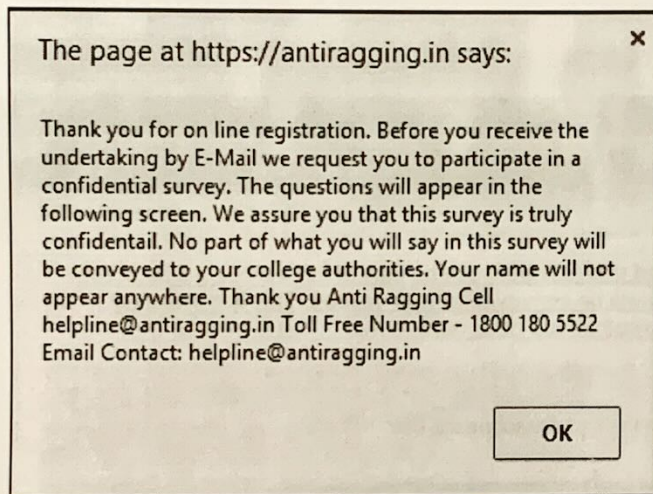 The page at https://antiragging.in says:
×
Thank you for on line registration. Before you receive the
undertaking by E-Mail we request you to participate in a
confidential survey. The questions will appear in the
following screen. We assure you that this survey is truly
confidentail. No part of what you will say in this survey will
be conveyed to your college authorities. Your name will not
appear anywhere. Thank you Anti Ragging Cell
helpline@antiragging.in Toll Free Number - 1800 180 5522
Email Contact: helpline@antiragging.in
OK